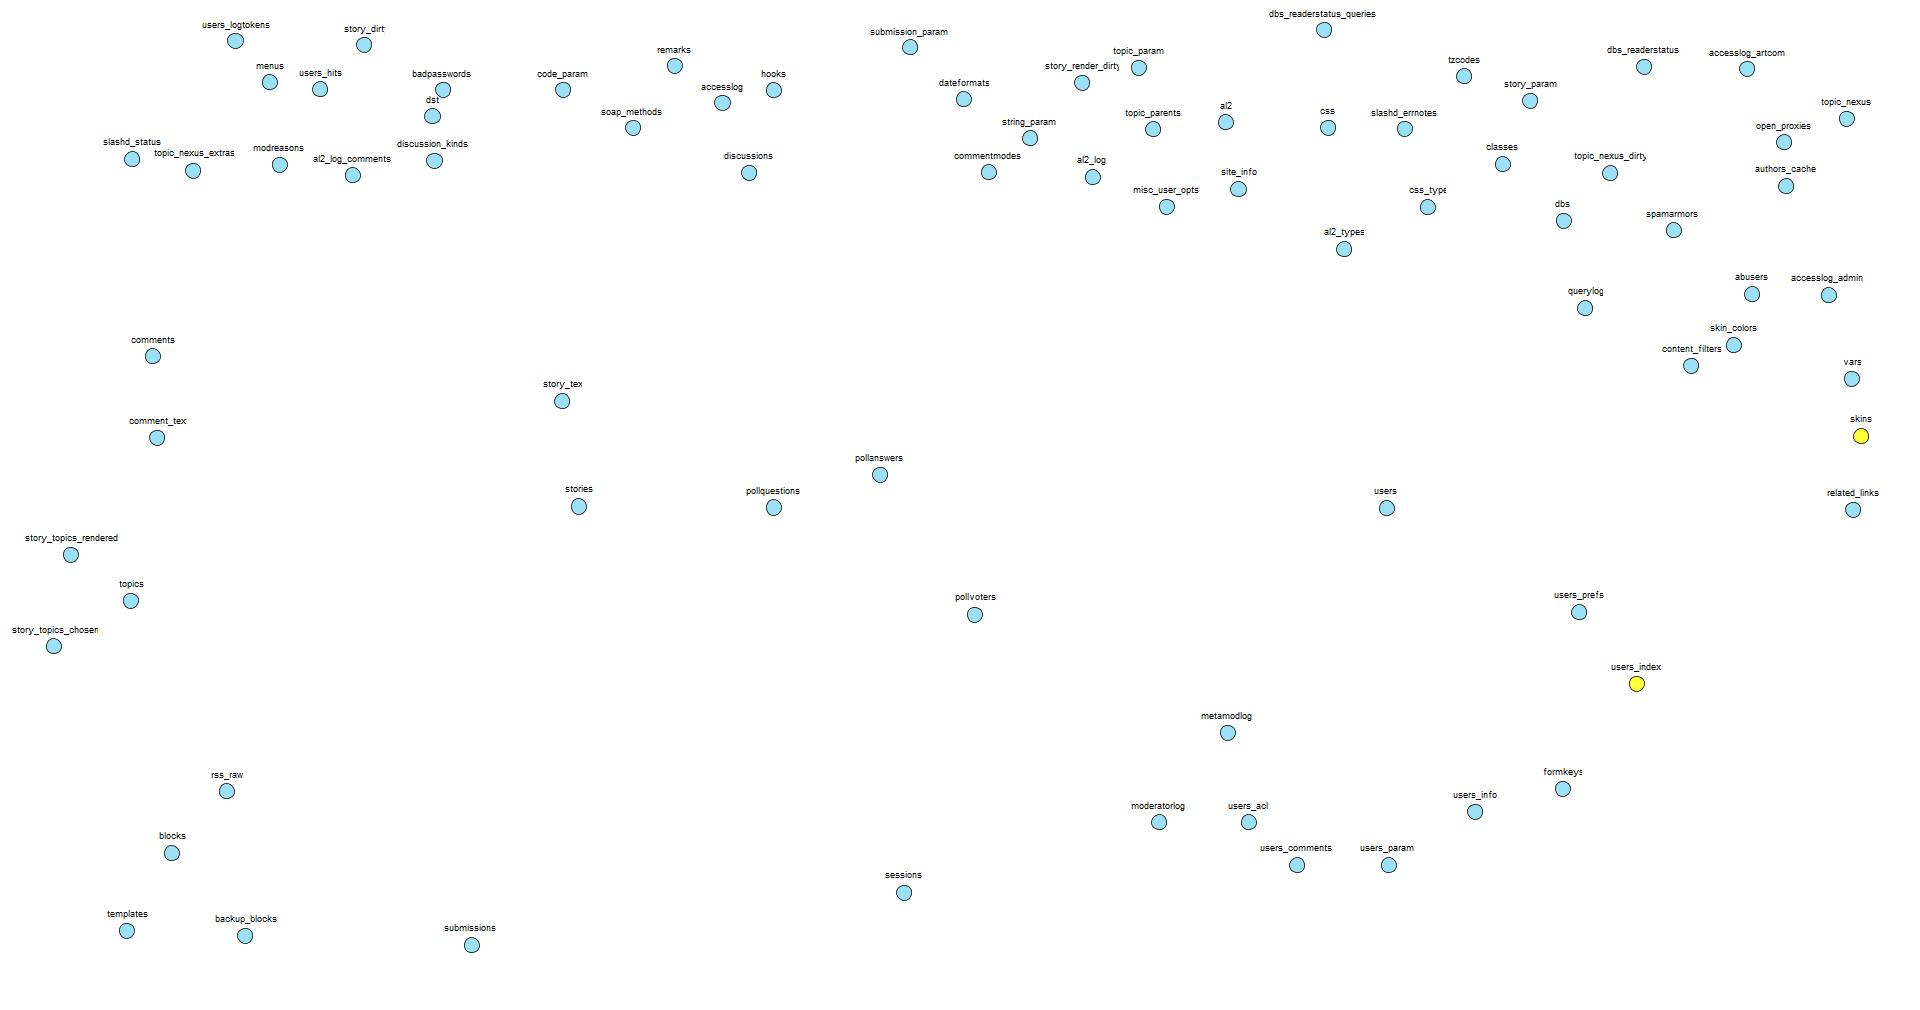 dbs_readerstatus_queries
users_logtokens
story_dirt
submission_param
remarks
topic_param
dbs_readerstatus
accesslog_artcom
tzcodes
menus
users_hits
badpasswords
code_param
hooks
story_render_dirty
accesslog
dateformats
story_param
dst
soap_methods
topic_parents
al2
css
slashd_errnotes
topic_nexus
string_param
open_proxies
slashd_status
topic_nexus_extras
modreasons
al2_log_comments
discussion_kinds
discussions
commentmodes
al2_log
classes
topic_nexus_dirty
authors_cache
site_info
misc_user_opts
css_type
dbs
spamarmors
al2_types
abusers
accesslog_admin
querylog
skin_colors
comments
content_filters
vars
story_tex
comment_tex
skins
pollanswers
stories
pollquestions
users
related_links
story_topics_rendered
topics
pollvoters
users_prefs
story_topics_chosen
users_index
metamodlog
rss_raw
formkeys
users_info
moderatorlog
users_acl
blocks
users_comments
users_param
sessions
templates
backup_blocks
submissions